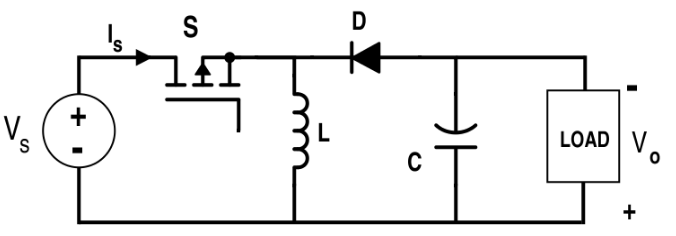 I_s S D
V_s + -
L
C
LOAD
- V_o +